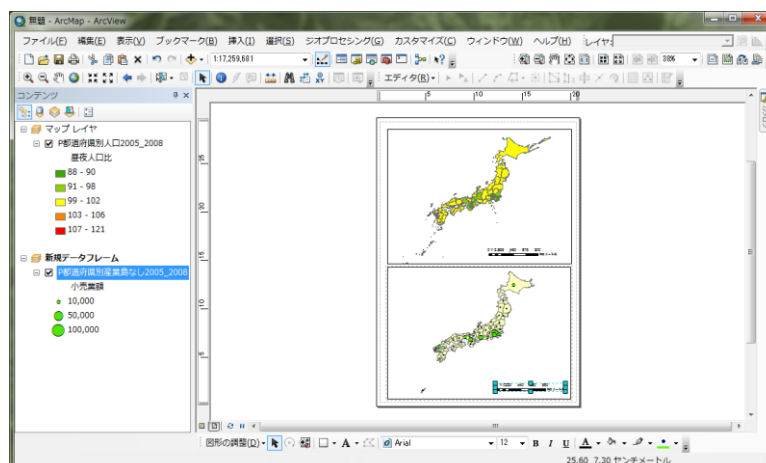 無題 - ArcMap - ArcView
ファイル(F) 編集(E) 表示(V) ブックマーク(B) 挿入(I) 選択(S) ジオプロセシング(G) カスタマイズ(C) ウィンドウ(W) ヘルプ(H) レイヤ:
1:17,259,681 38%
エディタ(R)
コンテンツ
|5 |10 |15 |20
マップ レイヤ
P都道府県別人口2005_2008
昼夜人口比
88 - 90
91 - 98
99 - 102
103 - 106
107 - 121
新規データフレーム
P都道府県別産業島なし2005_2008
小売業額
10,000
50,000
100,000
図形の調整(D) Arial 12 B I U A
25.60 7.30 センチメートル